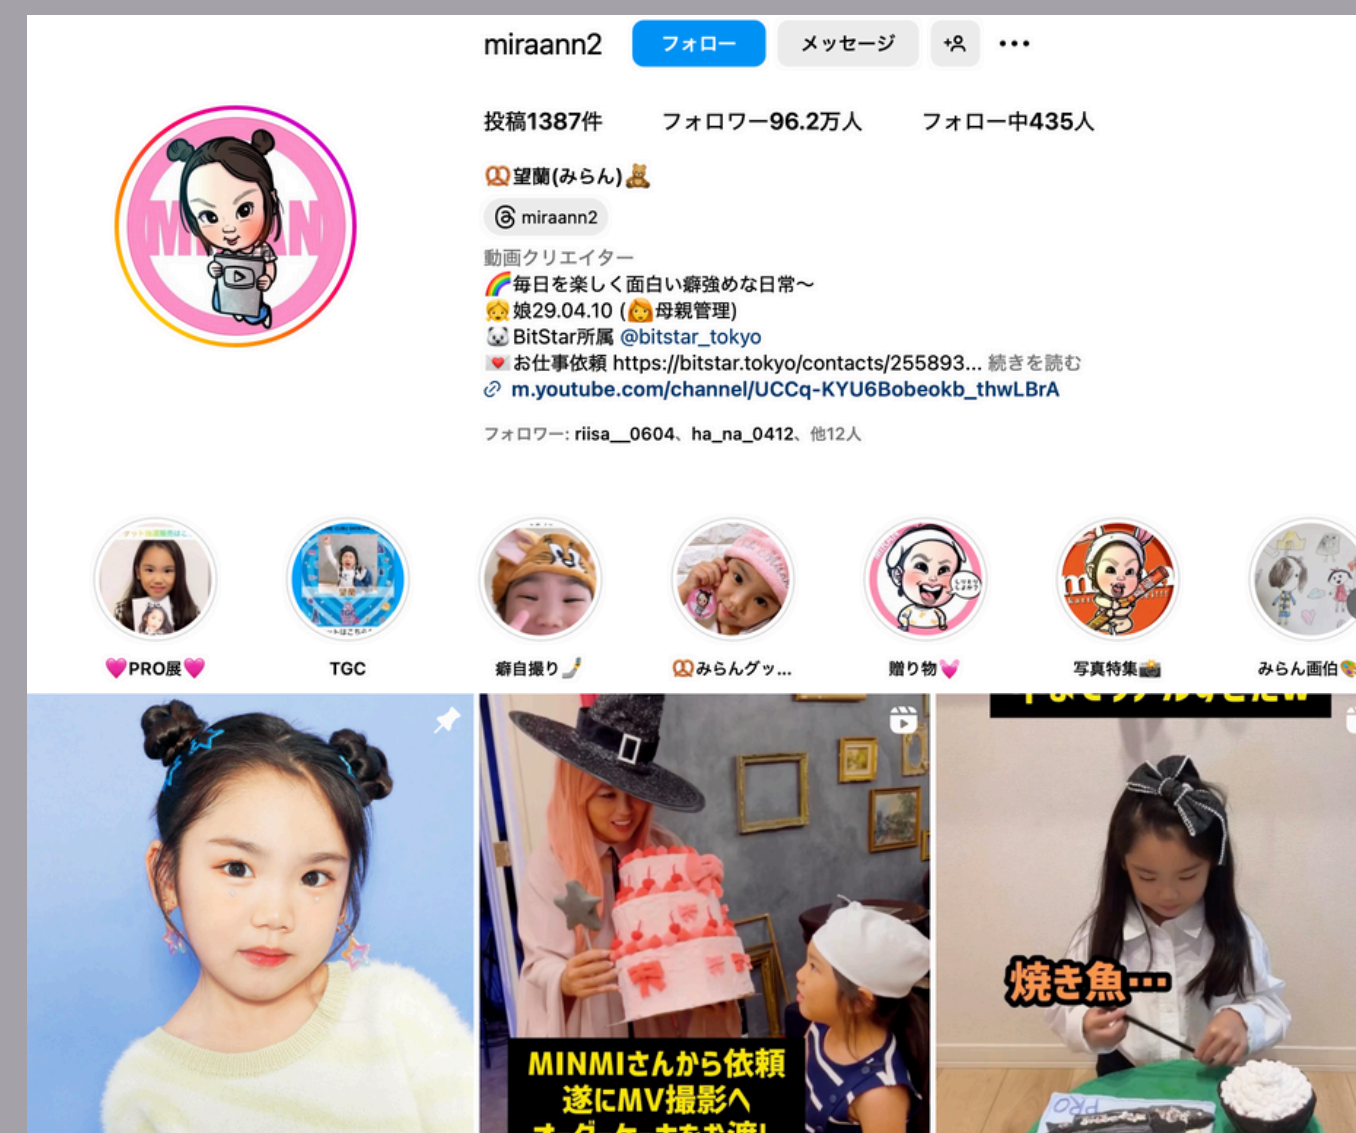 miraann2 フォロー メッセージ
投稿1387件 フォロワー96.2万人 フォロー中435人
🥨望蘭(みらん)🧸
miraann2
動画クリエイター
🌈毎日を楽しく面白い癖強めな日常〜
👧娘29.04.10 (👩母親管理)
🐼BitStar所属 @bitstar_tokyo
💌お仕事依頼 https://bitstar.tokyo/contacts/255893... 続きを読む
m.youtube.com/channel/UCCq-KYU6Bobeokb_thwLBrA
フォロワー: riisa__0604、ha_na_0412、他12人
💗PRO展💗
TGC
癖自撮り🤳
🥨みらんグッ...
贈り物💓
写真特集📸
みらん画伯🎨
MINMIさんから依頼
遂にMV撮影へ
焼き魚…
PRO